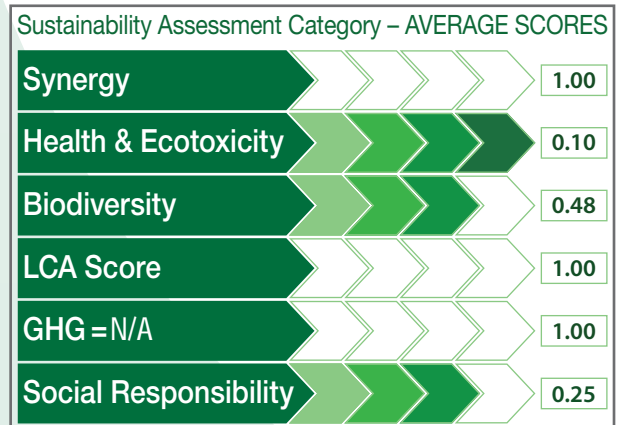 Sustainability Assessment Category – AVERAGE SCORES
Synergy 1.00
Health & Ecotoxicity 0.10
Biodiversity 0.48
LCA Score 1.00
GHG = N/A 1.00
Social Responsibility 0.25